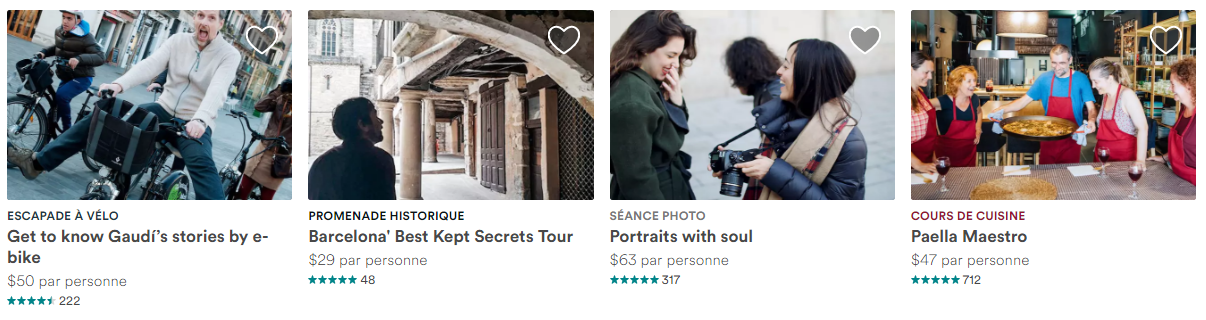 ESCAPADE À VÉLO
Get to know Gaudí's stories by e-
bike
$50 par personne
222
PROMENADE HISTORIQUE
Barcelona' Best Kept Secrets Tour
$29 par personne
48
SÉANCE PHOTO
Portraits with soul
$63 par personne
317
COURS DE CUISINE
Paella Maestro
$47 par personne
712